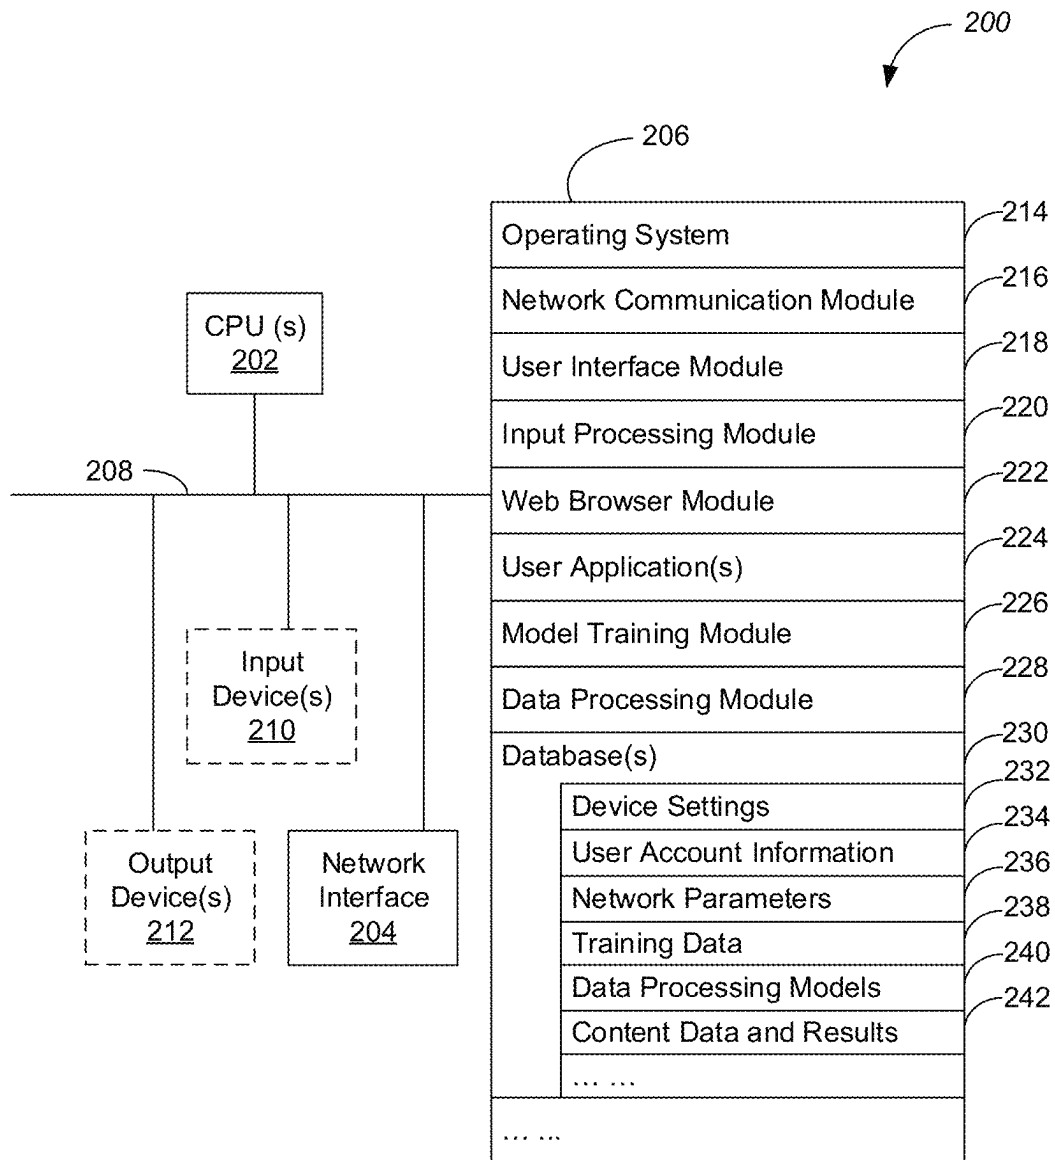 200
206
Operating System
214
Network Communication Module
216
User Interface Module
218
Input Processing Module
220
Web Browser Module
222
User Application(s)
224
Model Training Module
226
Data Processing Module
228
Database(s)
230
Device Settings
232
User Account Information
234
Network Parameters
236
Training Data
238
Data Processing Models
240
Content Data and Results
242
... ...
... ...
CPU (s)
202
208
Input
Device(s)
210
Output
Device(s)
212
Network
Interface
204